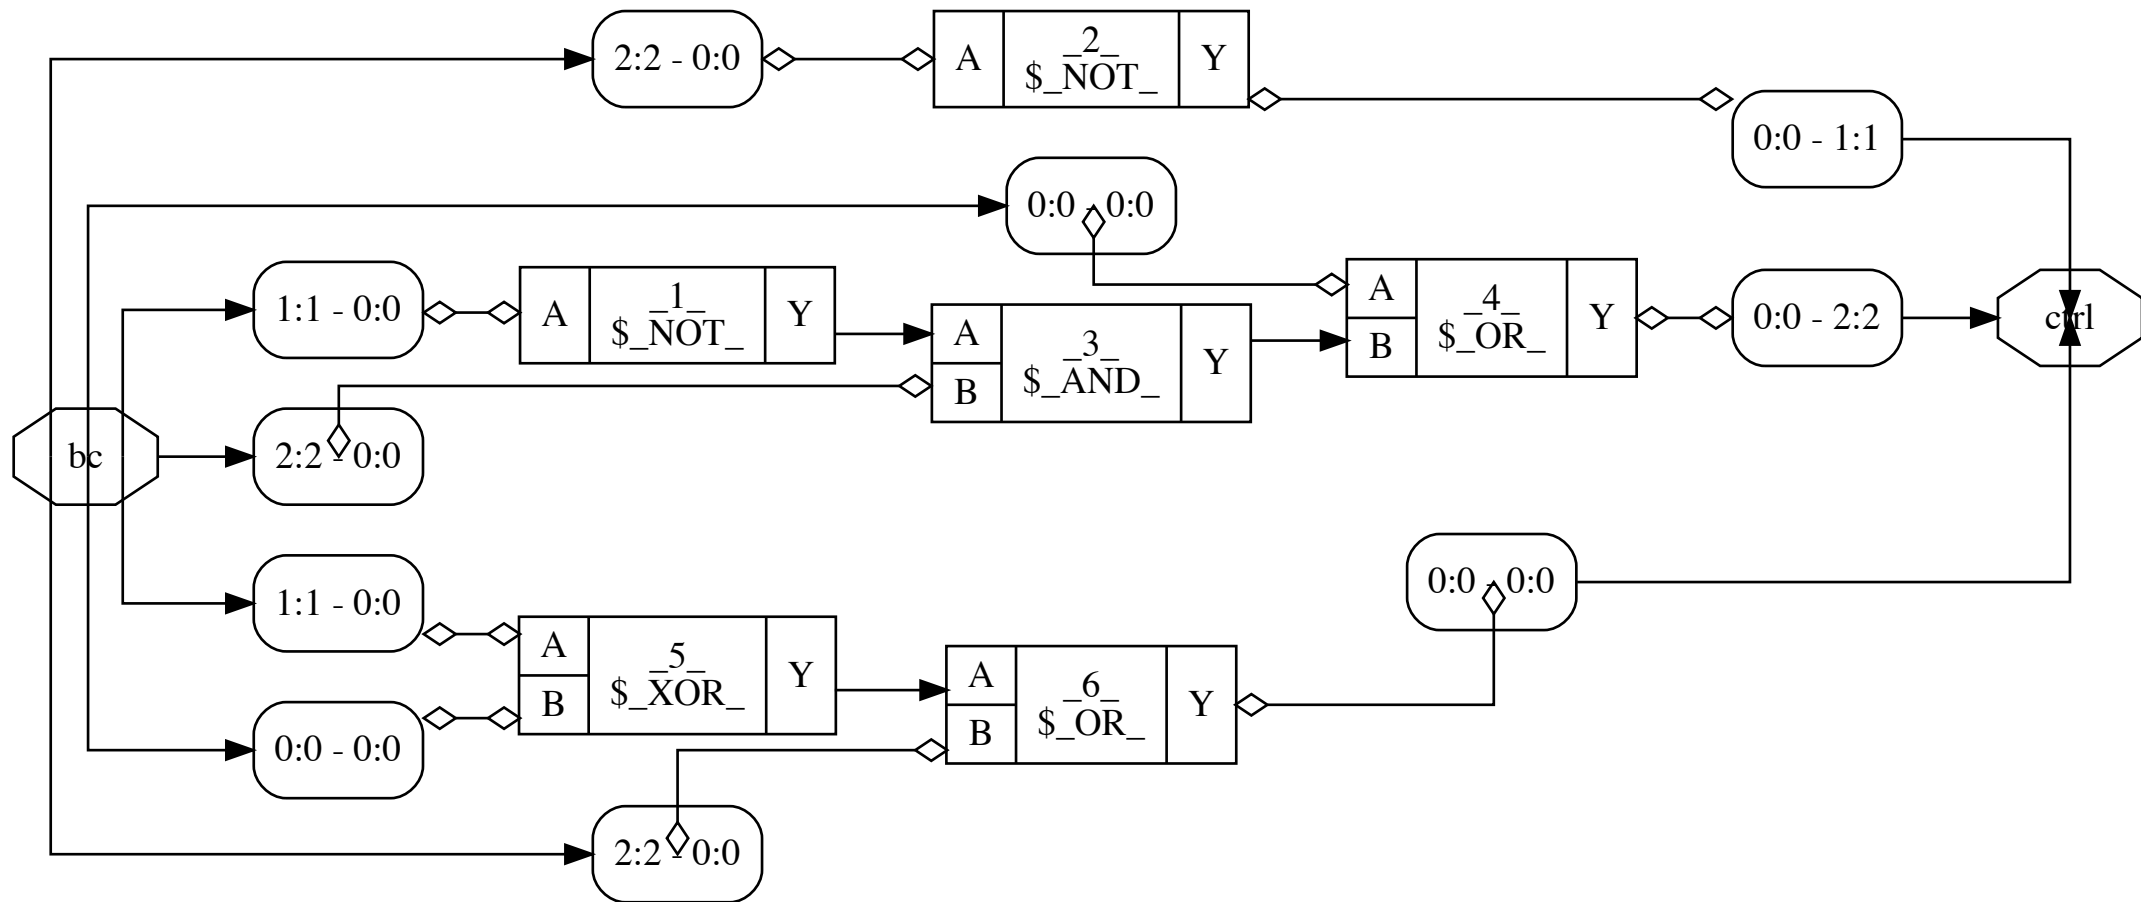 2:2 - 0:0
A
_2_
$_NOT_
Y
0:0 - 1:1
0:0 - 0:0
1:1 - 0:0
A
_1_
$_NOT_
Y
A
B
_3_
$_AND_
Y
A
B
_4_
$_OR_
Y
0:0 - 2:2
ctrl
bc
2:2 - 0:0
1:1 - 0:0
A
B
_5_
$_XOR_
Y
0:0 - 0:0
0:0 - 0:0
A
B
_6_
$_OR_
Y
2:2 - 0:0